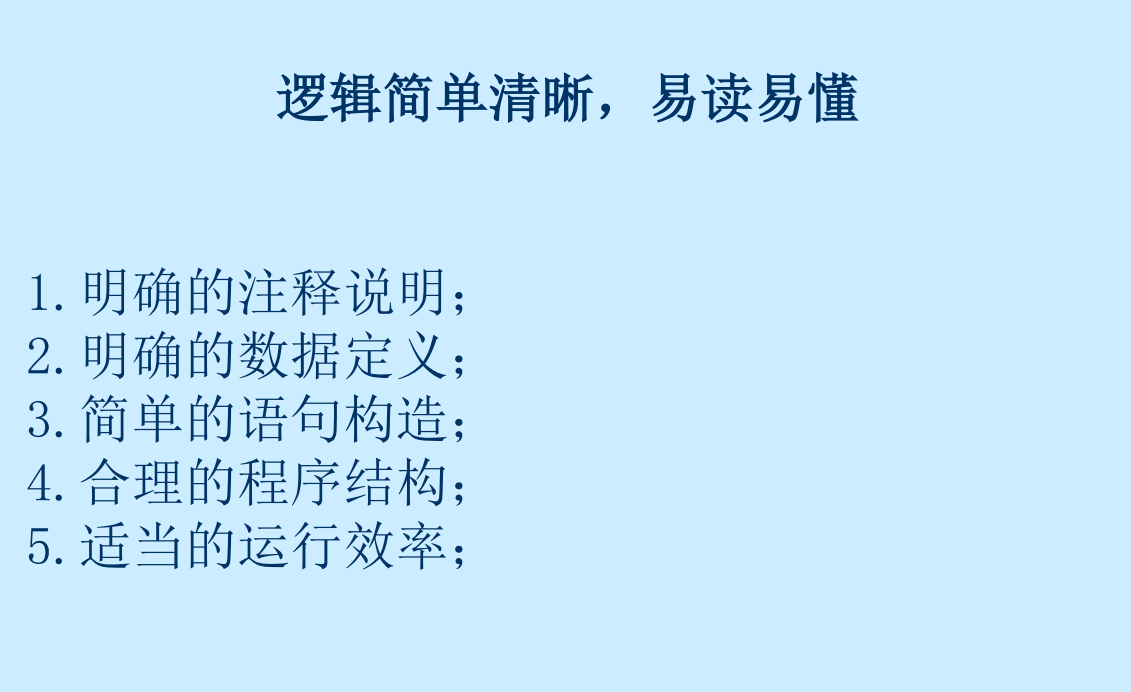 逻辑简单清晰，易读易懂
1.明确的注释说明；
2.明确的数据定义；
3.简单的语句构造；
4.合理的程序结构；
5.适当的运行效率；